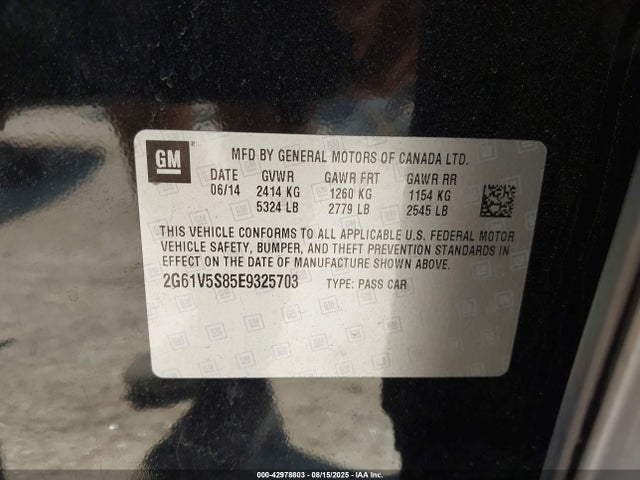 GM
MFD BY GENERAL MOTORS OF CANADA LTD.
DATE GVWR GAWR FRT GAWR RR
06/14 2414 KG 1260 KG 1154 KG
5324 LB 2779 LB 2545 LB
THIS VEHICLE CONFORMS TO ALL APPLICABLE U.S. FEDERAL MOTOR
VEHICLE SAFETY, BUMPER, AND THEFT PREVENTION STANDARDS
IN EFFECT ON THE DATE OF MANUFACTURE SHOWN ABOVE.
2G61V5S85E9325703 TYPE: PASS CAR
000-42978803 - 08/15/2025 - IAA Inc.